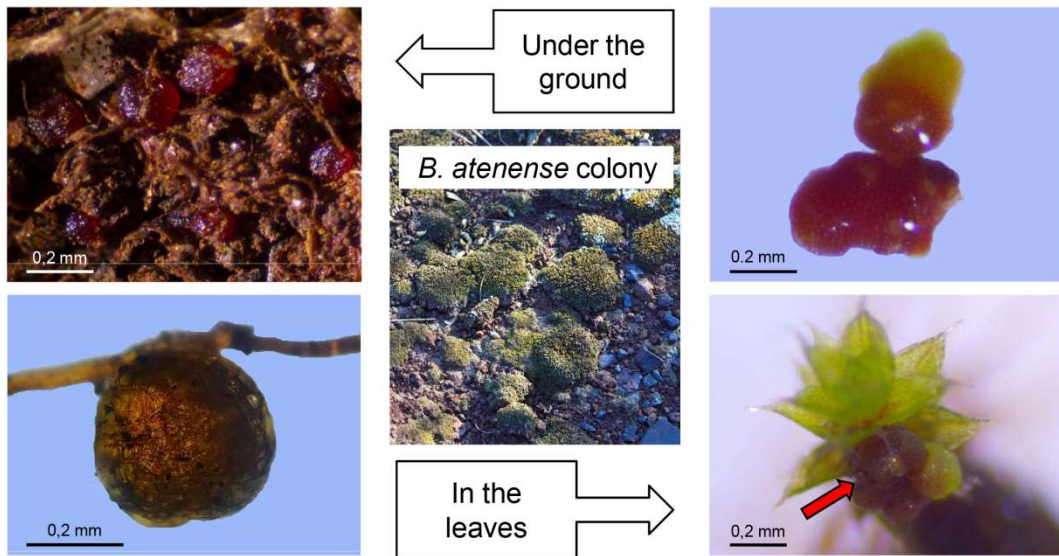 Under the
ground
B. atenense colony
0,2 mm
0.2 mm
0,2 mm
In the
leaves
0,2 mm